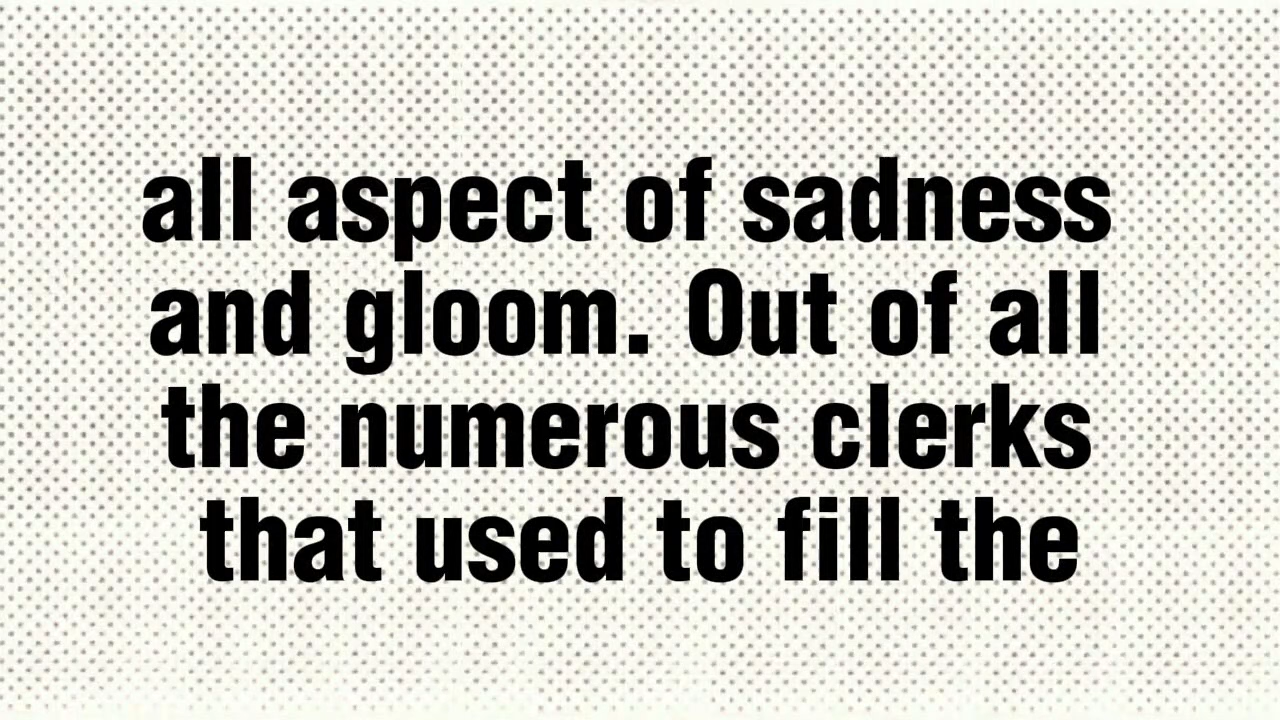 all aspect of sadness
and gloom. Out of all
the numerous clerks
that used to fill the